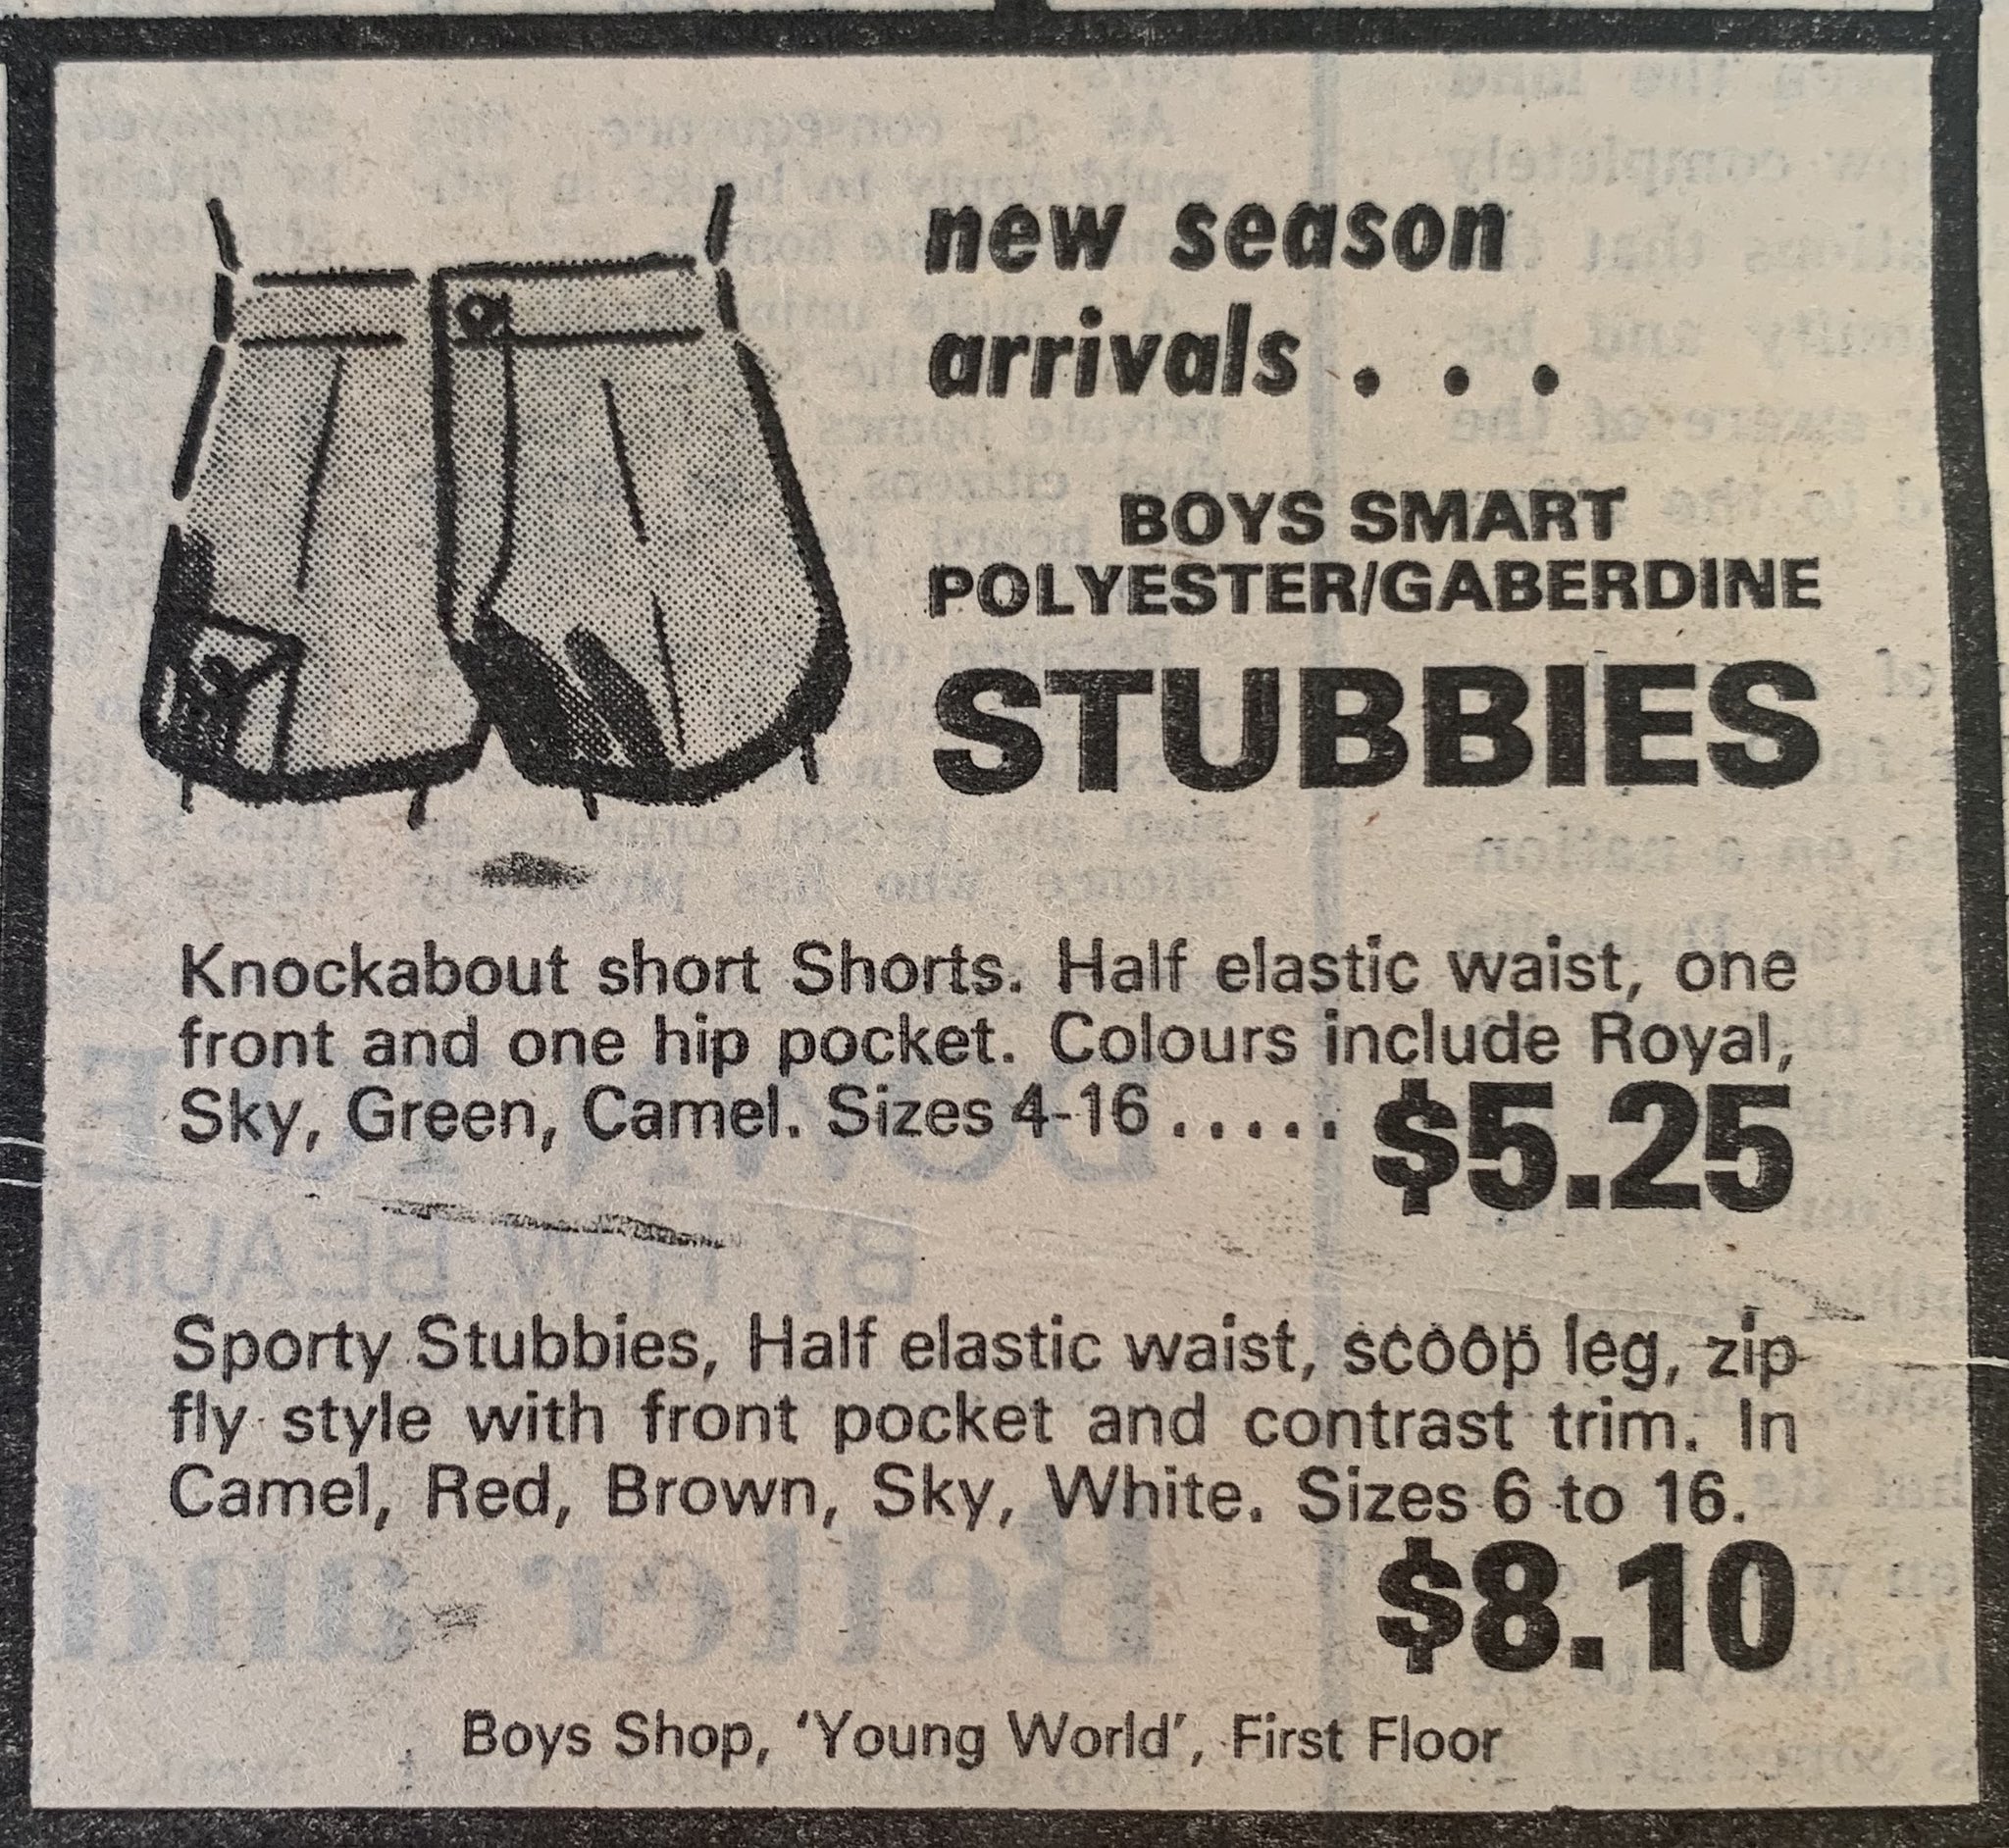 new season
arrivals . . .
BOYS SMART
POLYESTER/GABERDINE
STUBBIES
Knockabout short Shorts. Half elastic waist, one
front and one hip pocket. Colours include Royal,
Sky, Green, Camel. Sizes 4-16 ..... $5.25
Sporty Stubbies, Half elastic waist, scoop leg, zip
fly style with front pocket and contrast trim. In
Camel, Red, Brown, Sky, White. Sizes 6 to 16.
$8.10
Boys Shop, 'Young World', First Floor